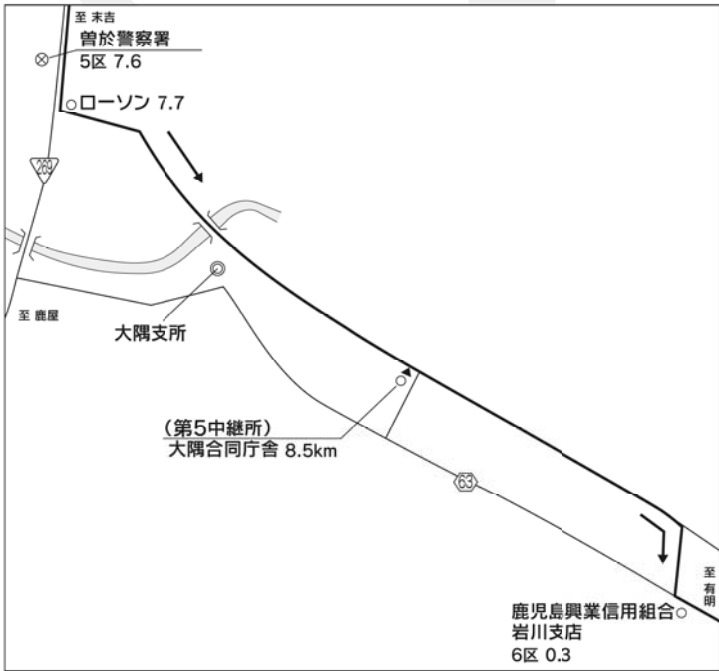 至 末吉
曽於警察署
5区 7.6
ローソン 7.7
269
至 鹿屋
大隅支所
(第5中継所)
大隅合同庁舎 8.5km
63
至 有明
鹿児島興業信用組合
岩川支店
6区 0.3